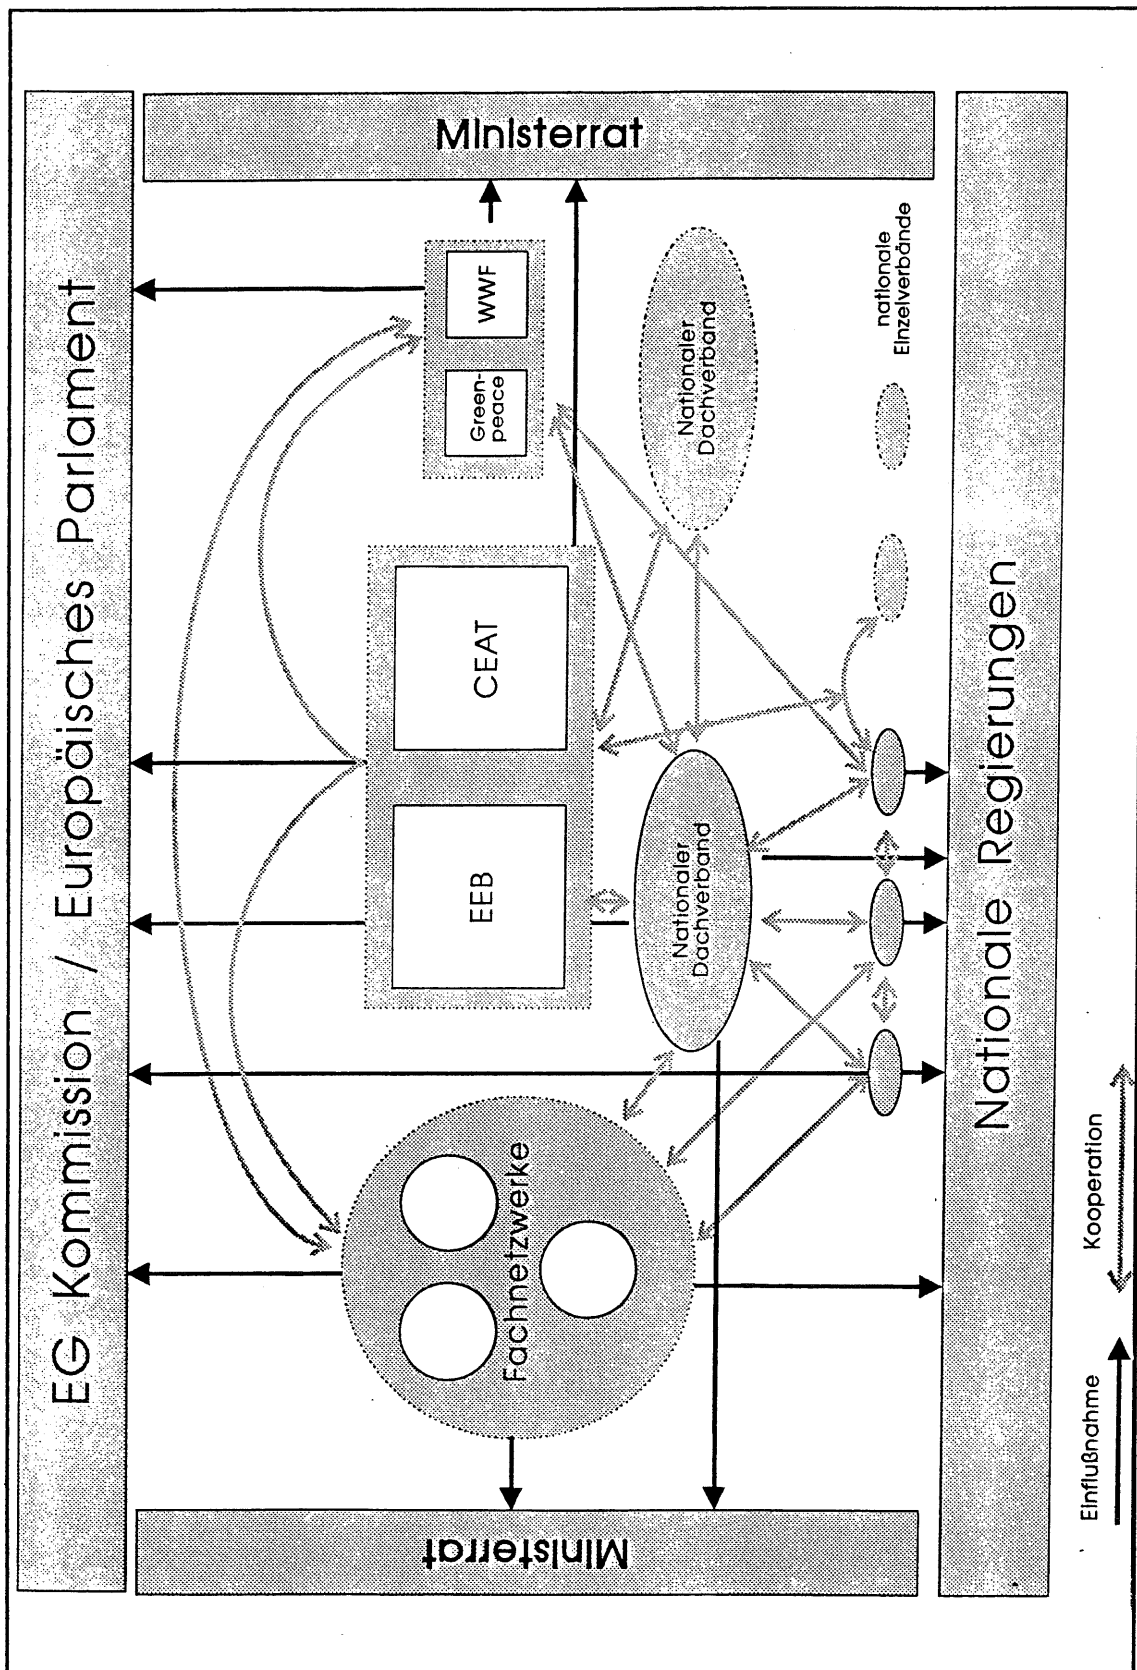 EG Kommission / Europäisches Parlament
Ministerrat
Ministerrat
Fachnetzwerke
EEB
CEAT
Green-
peace
WWF
Nationaler
Dachverband
Nationaler
Dachverband
nationale
Einzelverbände
Nationale Regierungen
Einflußnahme
Kooperation